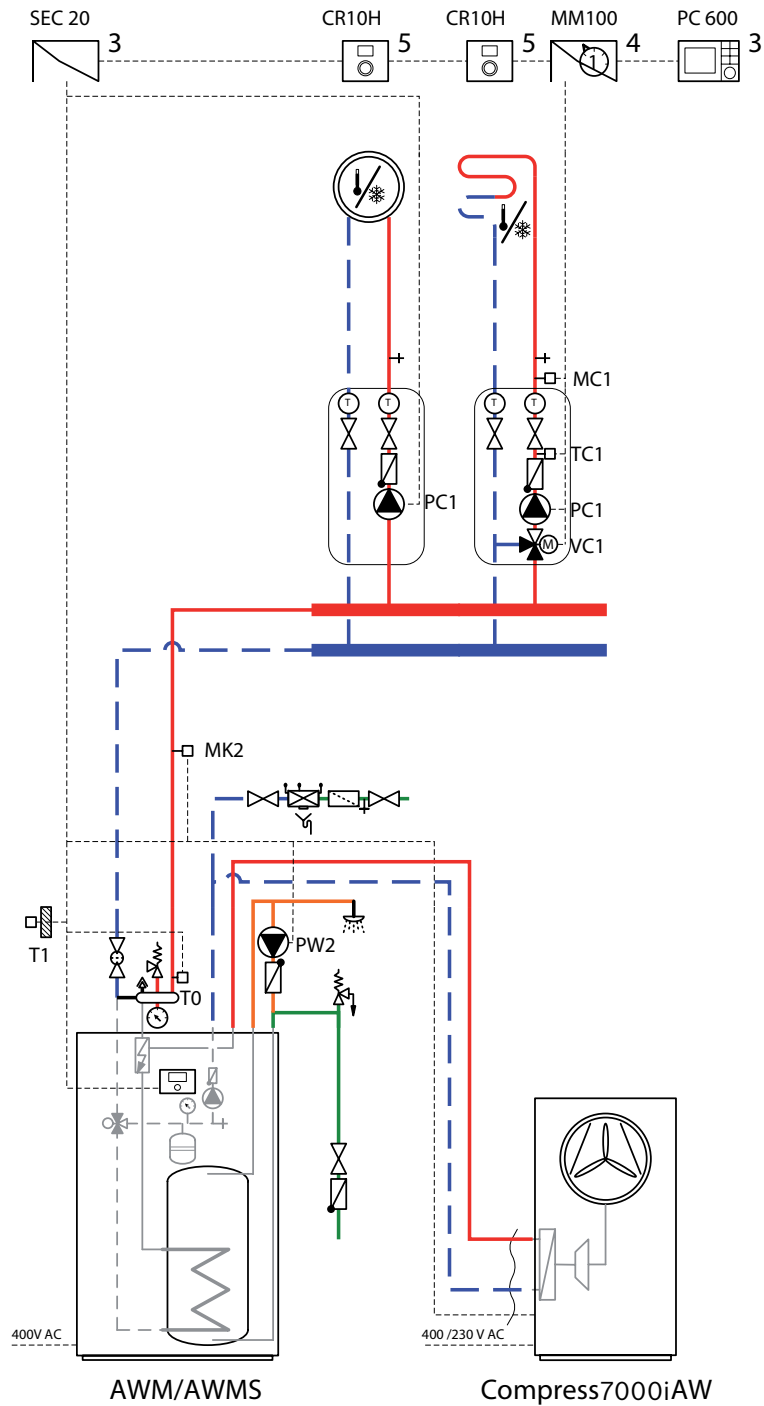 SEC 20
3
CR10H
5
CR10H
5
MM100
4
PC 600
3
1
MC1
T
T
T
T
TC1
PC1
PC1
M
VC1
MK2
T1
PW2
T0
400V AC
400 /230 V AC
AWM/AWMS
Compress7000iAW